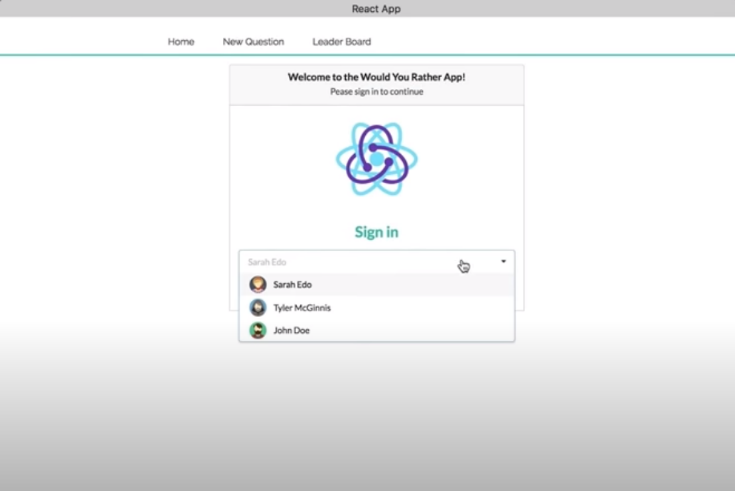 React App
Home New Question Leader Board
Welcome to the Would You Rather App!
Pease sign in to continue
Sign in
Sarah Edo
Sarah Edo
Tyler McGinnis
John Doe